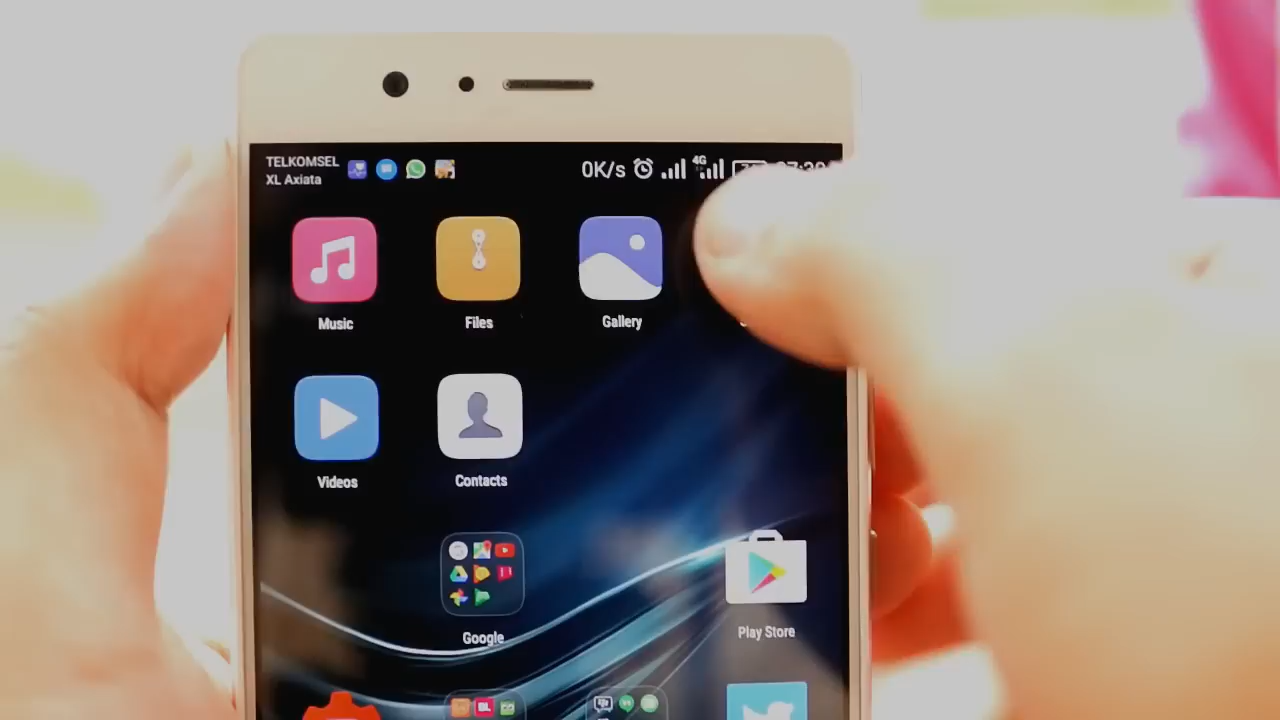 TELKOMSEL
XL Axiata
0K/s
4G
Music
Files
Gallery
Videos
Contacts
Google
Play Store